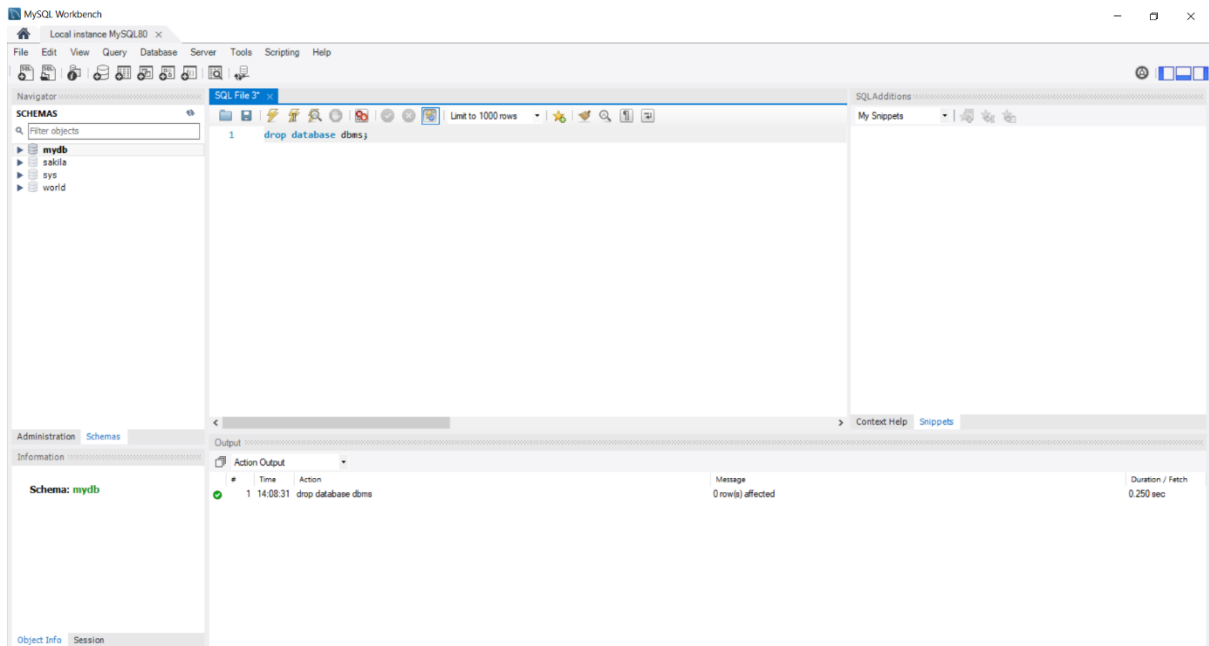 MySQL Workbench
Local instance MySQL80
File Edit View Query Database Server Tools Scripting Help
Navigator
SCHEMAS
Filter objects
mydb
sakila
sys
world
Administration Schemas
Information
Schema: mydb
Object Info Session
SQL File 3*
Limit to 1000 rows
1 drop database dbms;
Output
Action Output
# Time Action Message Duration / Fetch
1 14:08:31 drop database dbms 0 row(s) affected 0.250 sec
SQLAdditions
My Snippets
Context Help Snippets